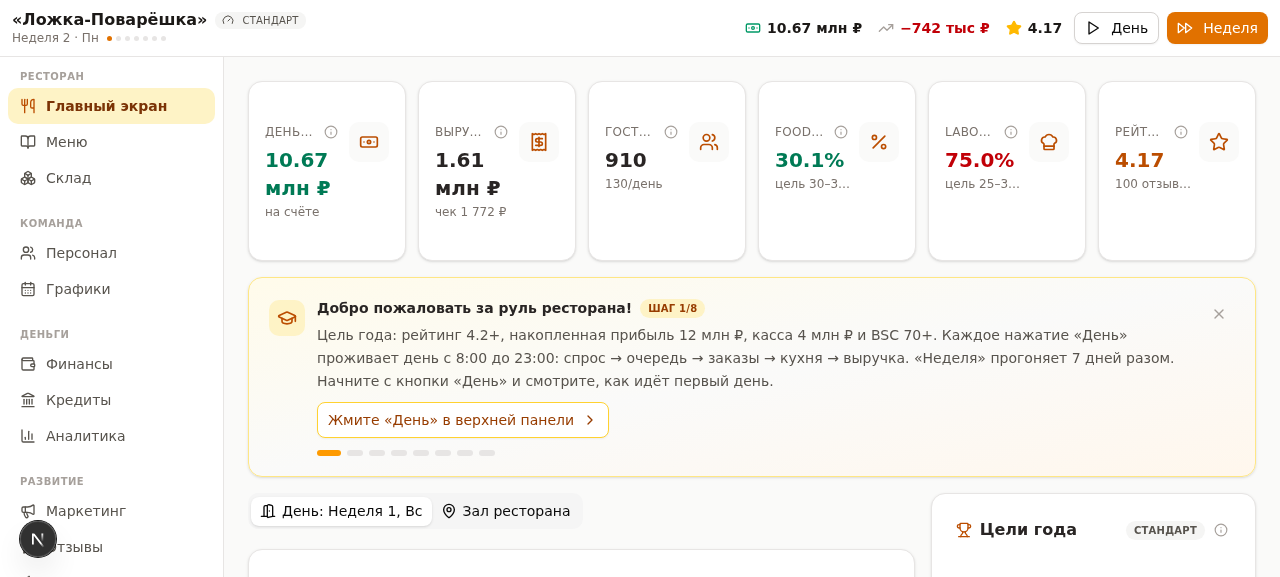 «Ложка-Поварёшка» СТАНДАРТ
Неделя 2 · Пн
10.67 млн ₽ −742 тыс ₽ 4.17 День Неделя
РЕСТОРАН
Главный экран
Меню
Склад
КОМАНДА
Персонал
Графики
ДЕНЬГИ
Финансы
Кредиты
Аналитика
РАЗВИТИЕ
Маркетинг
ДЕНЬ...
10.67
млн ₽
на счёте
ВЫРУ...
1.61
млн ₽
чек 1 772 ₽
ГОСТ...
910
130/день
FOOD...
30.1%
цель 30–3...
LABO...
75.0%
цель 25–3...
РЕЙТ...
4.17
100 отзыв...
Добро пожаловать за руль ресторана! ШАГ 1/8
Цель года: рейтинг 4.2+, накопленная прибыль 12 млн ₽, касса 4 млн ₽ и BSC 70+. Каждое нажатие «День»
проживает день с 8:00 до 23:00: спрос → очередь → заказы → кухня → выручка. «Неделя» прогоняет 7 дней разом.
Начните с кнопки «День» и смотрите, как идёт первый день.
Жмите «День» в верхней панели
День: Неделя 1, Вс Зал ресторана
Цели года СТАНДАРТ